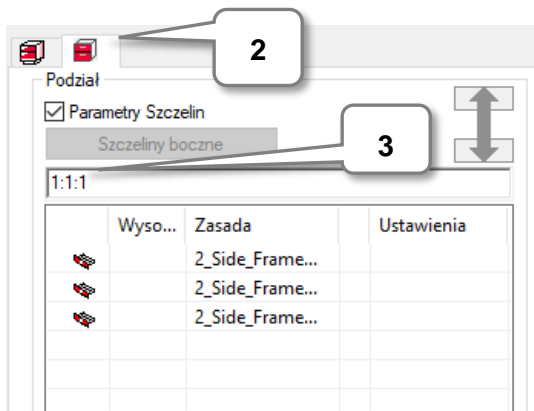 2
Podział
Parametry Szczelin
Szczeliny boczne
3
1:1:1
Wyso... Zasada Ustawienia
2_Side_Frame...
2_Side_Frame...
2_Side_Frame...